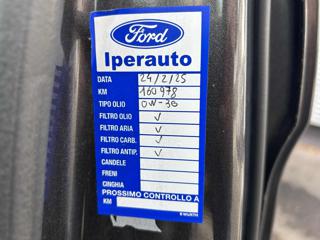 Ford
Iperauto
DATA 24/2/25
KM 160978
TIPO OLIO 0W-30
FILTRO OLIO ✓
FILTRO ARIA ✓
FILTRO CARB. ✓
FILTRO ANTIP. ✓
CANDELE
FRENI
CINGHIA
PROSSIMO CONTROLLO A
KM
WÜRTH